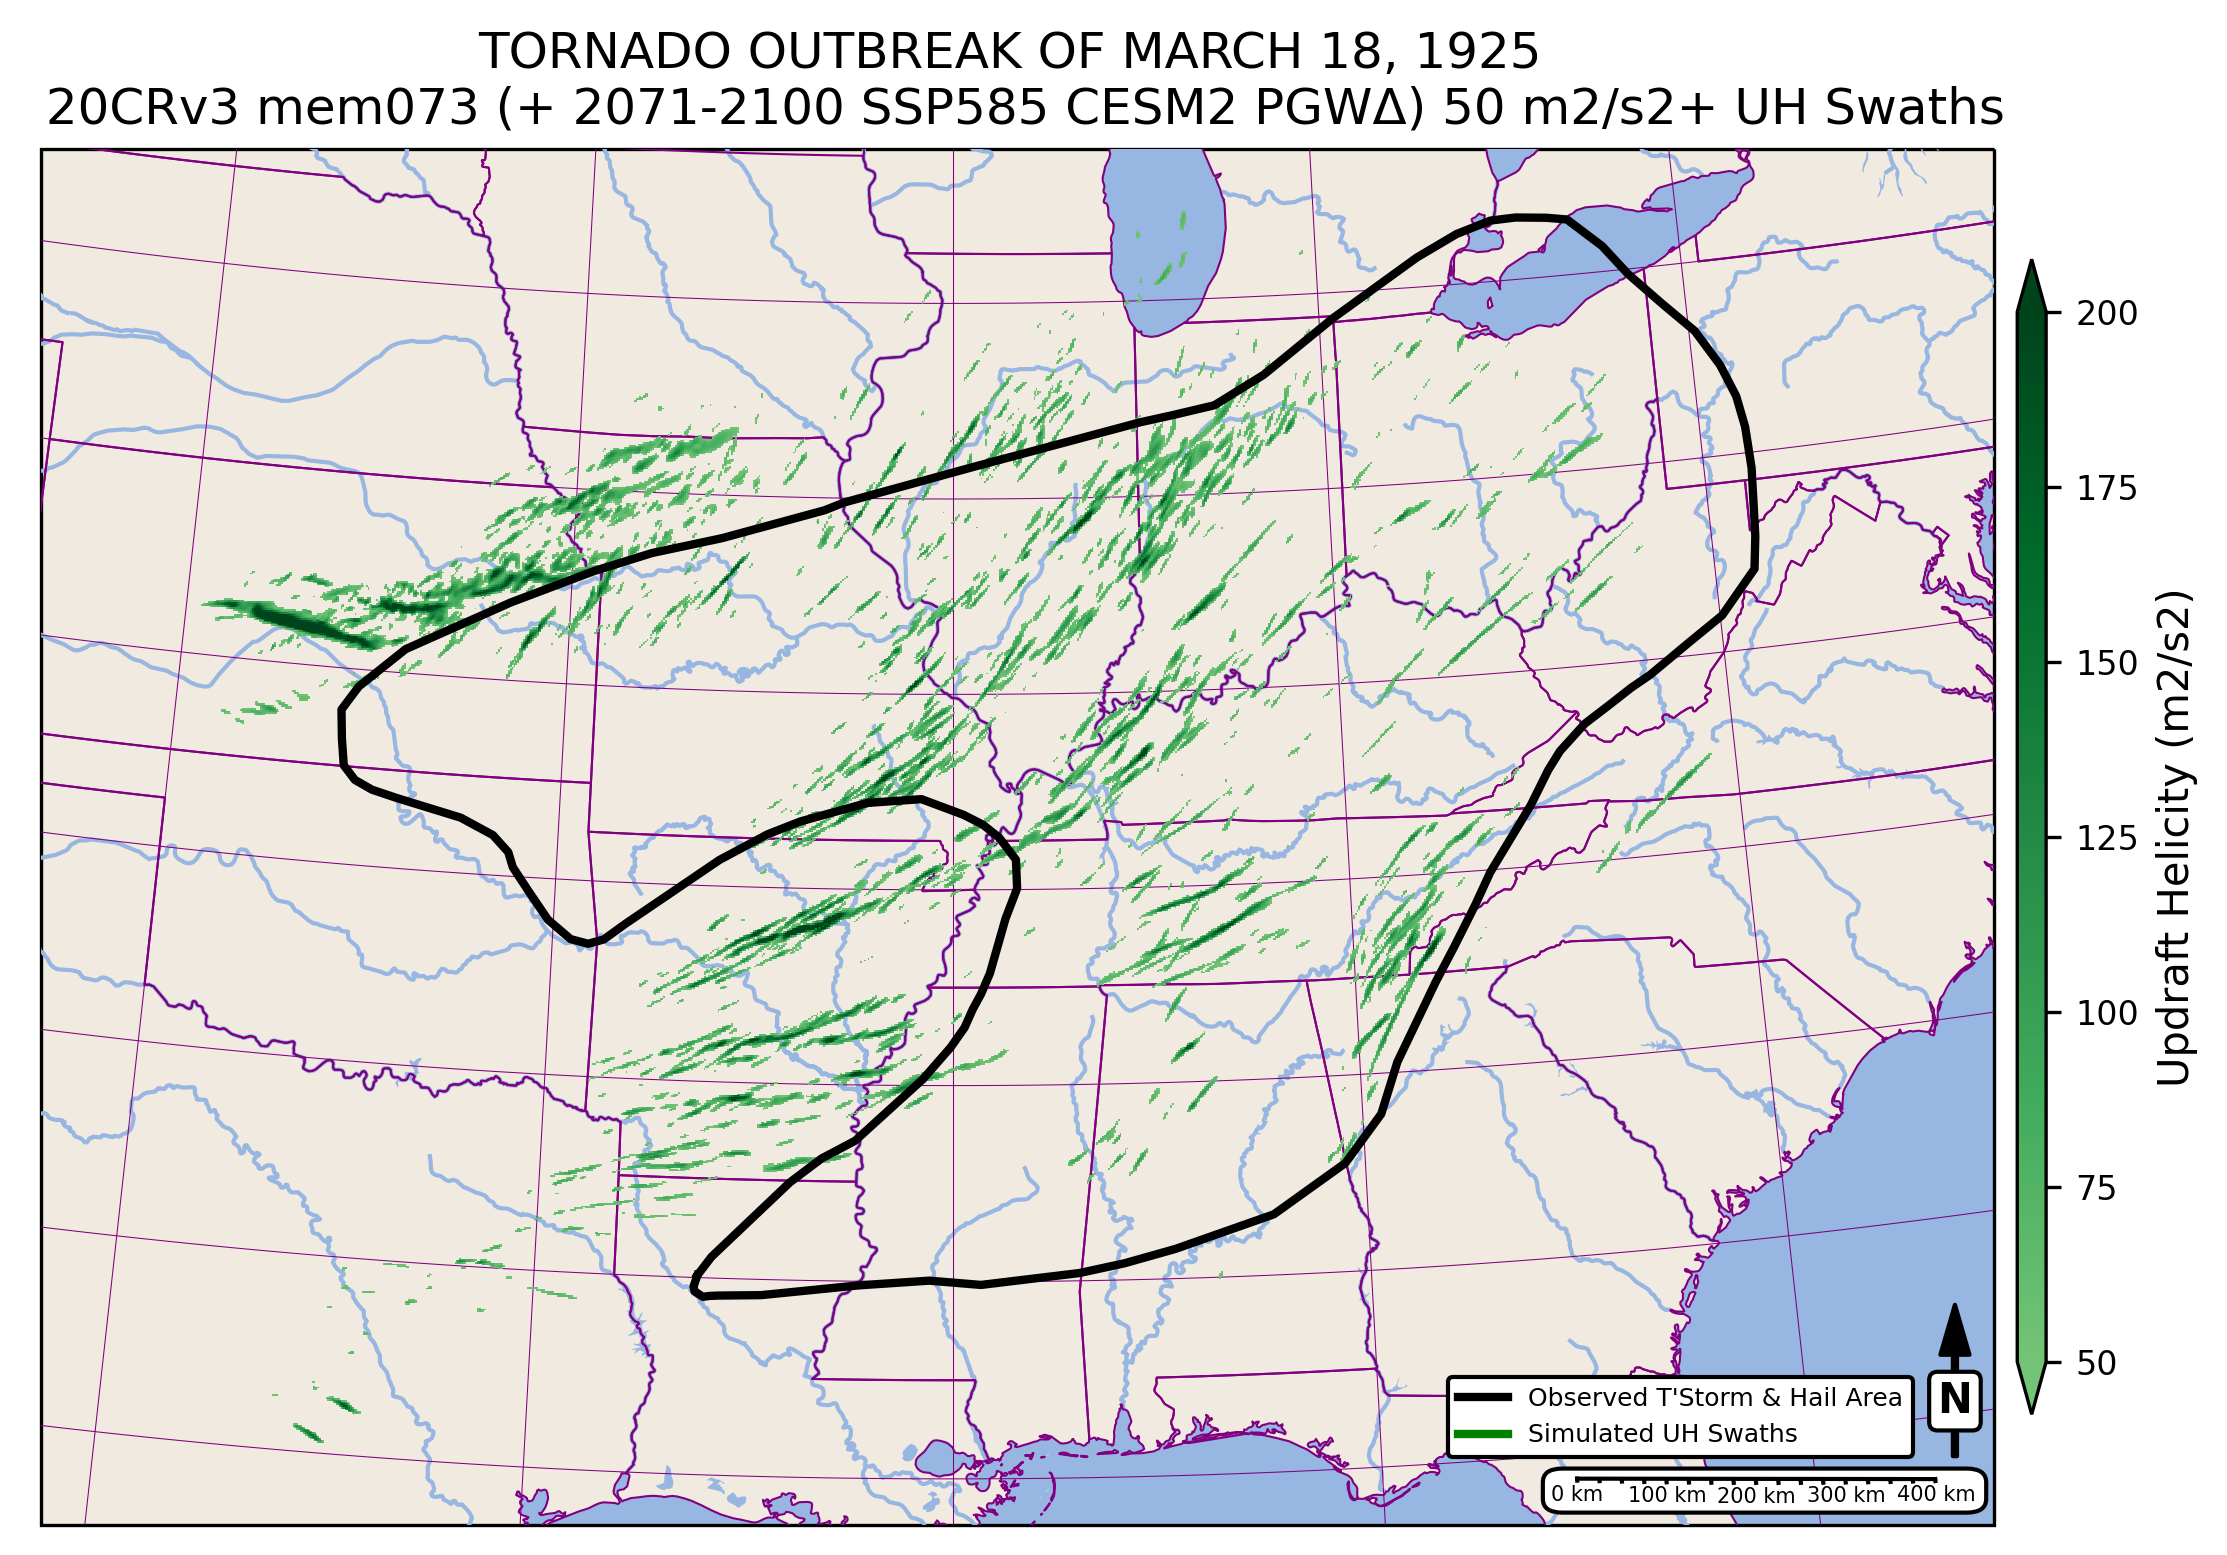 TORNADO OUTBREAK OF MARCH 18, 1925
20CRv3 mem073 (+ 2071-2100 SSP585 CESM2 PGWΔ) 50 m2/s2+ UH Swaths
200
175
150
125
100
75
50
Updraft Helicity (m2/s2)
Observed T'Storm & Hail Area
Simulated UH Swaths
N
0 km 100 km 200 km 300 km 400 km